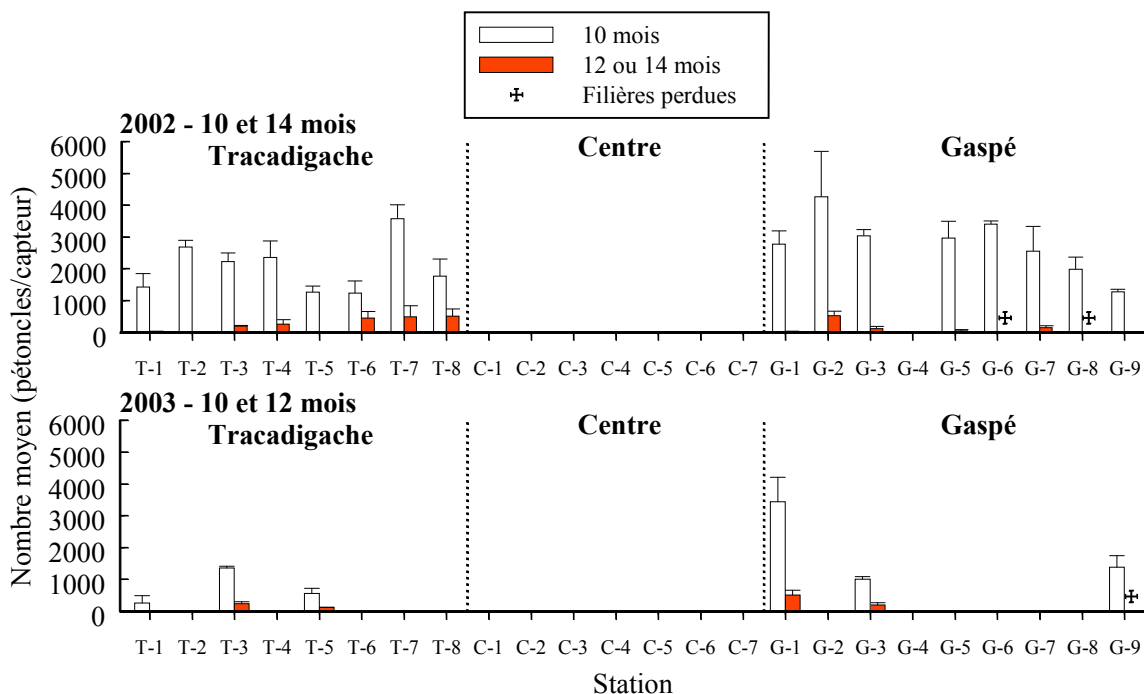 10 mois
12 ou 14 mois
Filières perdues
2002 - 10 et 14 mois
Tracadigache
Centre
Gaspé
6000
5000
4000
3000
2000
1000
0
T-1 T-2 T-3 T-4 T-5 T-6 T-7 T-8 C-1 C-2 C-3 C-4 C-5 C-6 C-7 G-1 G-2 G-3 G-4 G-5 G-6 G-7 G-8 G-9
Nombre moyen (pétoncles/capteur)
2003 - 10 et 12 mois
Tracadigache
Centre
Gaspé
6000
5000
4000
3000
2000
1000
0
T-1 T-2 T-3 T-4 T-5 T-6 T-7 T-8 C-1 C-2 C-3 C-4 C-5 C-6 C-7 G-1 G-2 G-3 G-4 G-5 G-6 G-7 G-8 G-9
Station